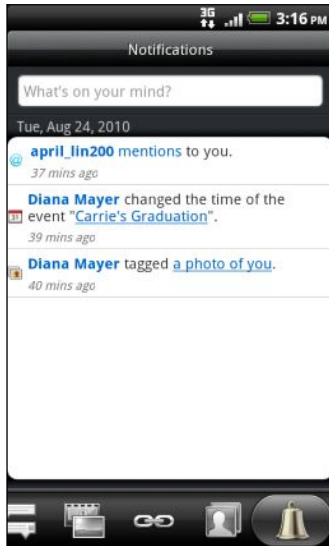 3G 3:16 PM
Notifications
What's on your mind?
Tue, Aug 24, 2010
@ april_lin200 mentions to you.
37 mins ago
Diana Mayer changed the time of the
31 event "Carrie's Graduation".
39 mins ago
Diana Mayer tagged a photo of you.
40 mins ago